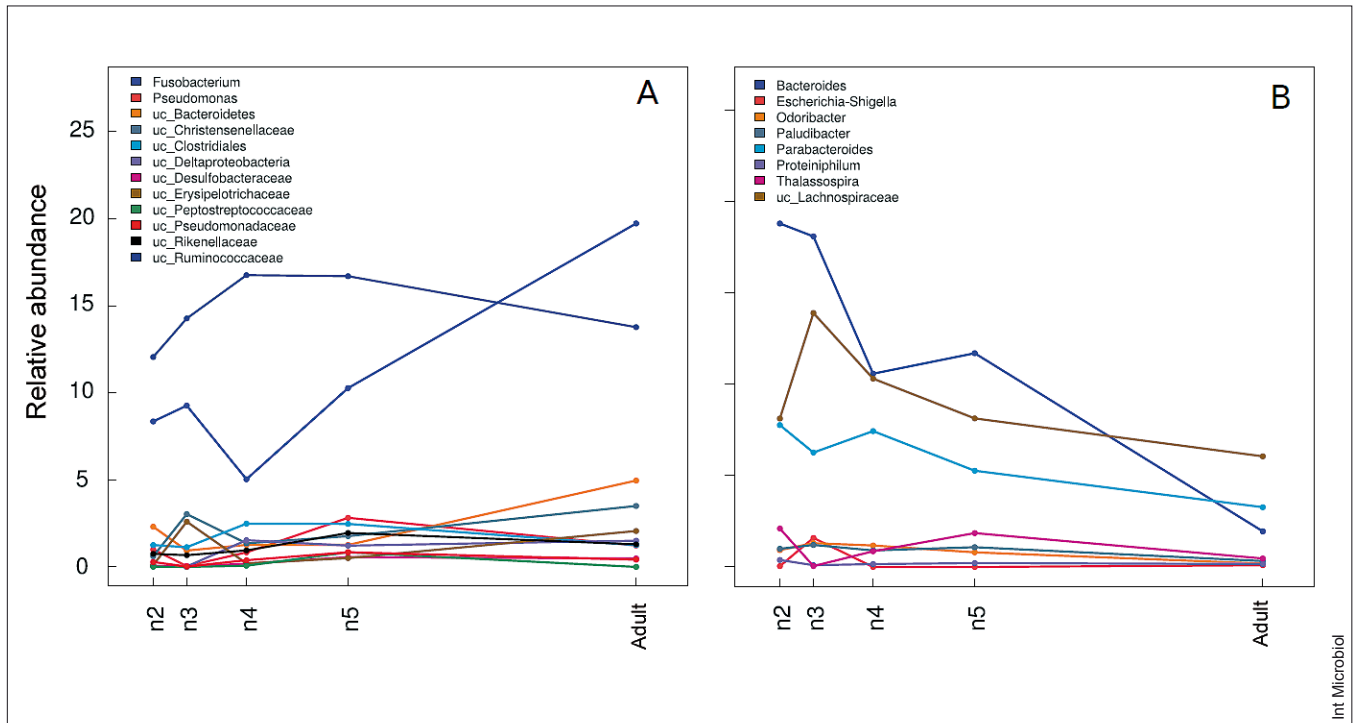 A
Fusobacterium
Pseudomonas
uc_Bacteroidetes
uc_Christensenellaceae
uc_Clostridiales
uc_Deltaproteobacteria
uc_Desulfobacteraceae
uc_Erysipelotrichaceae
uc_Peptostreptococcaceae
uc_Pseudomonadaceae
uc_Rikenellaceae
uc_Ruminococcaceae
Relative abundance
25
20
15
10
5
0
n2
n3
n4
n5
Adult
B
Bacteroides
Escherichia-Shigella
Odoribacter
Paludibacter
Parabacteroides
Proteiniphilum
Thalassospira
uc_Lachnospiraceae
n2
n3
n4
n5
Adult
Int Microbiol